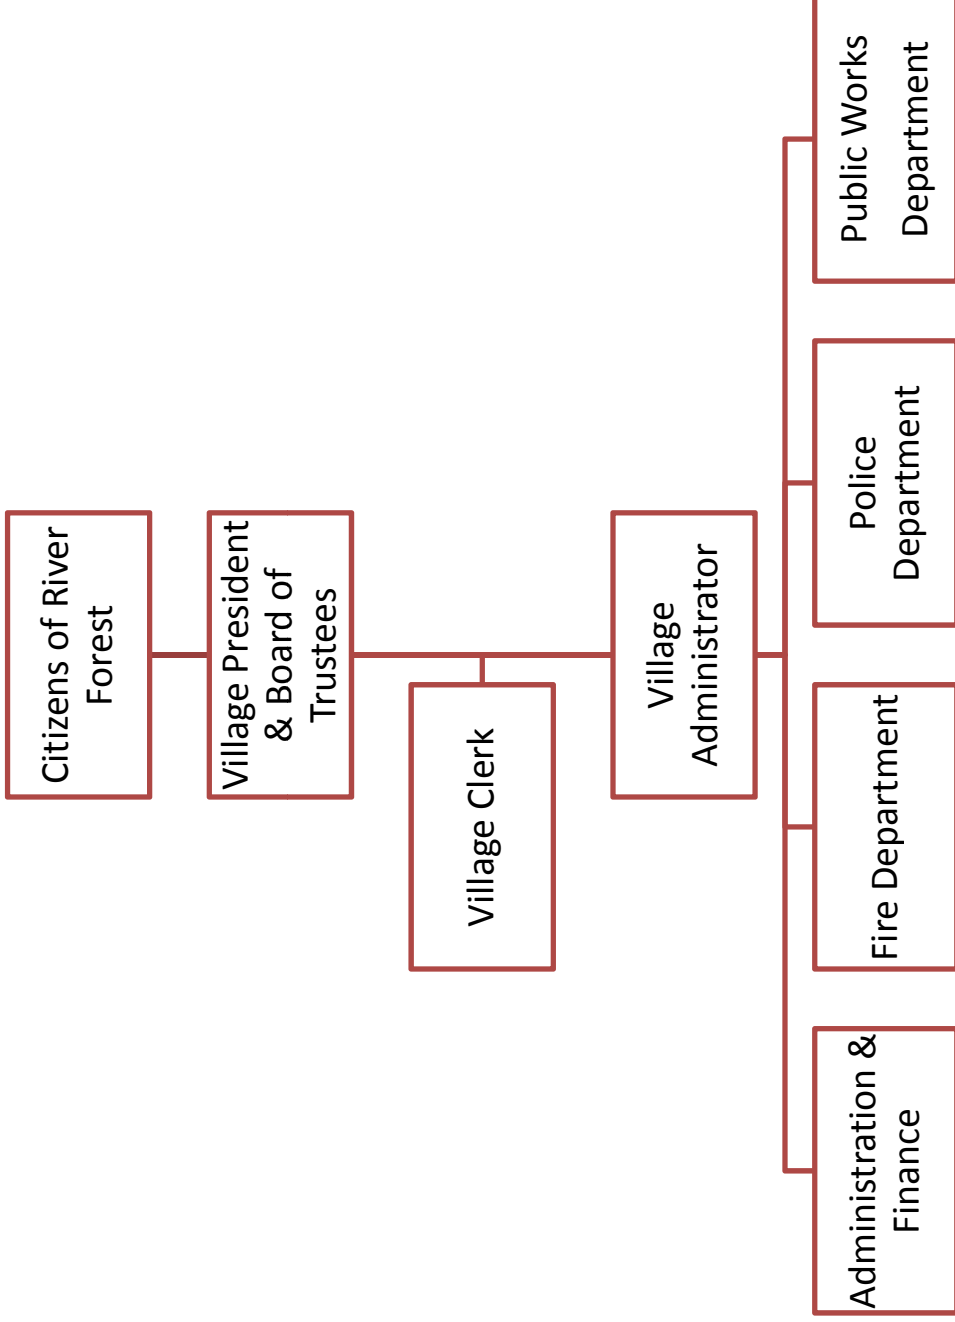 Citizens of River
Forest
Village President
& Board of
Trustees
Village Clerk
Village
Administrator
Administration &
Finance
Fire Department
Police
Department
Public Works
Department